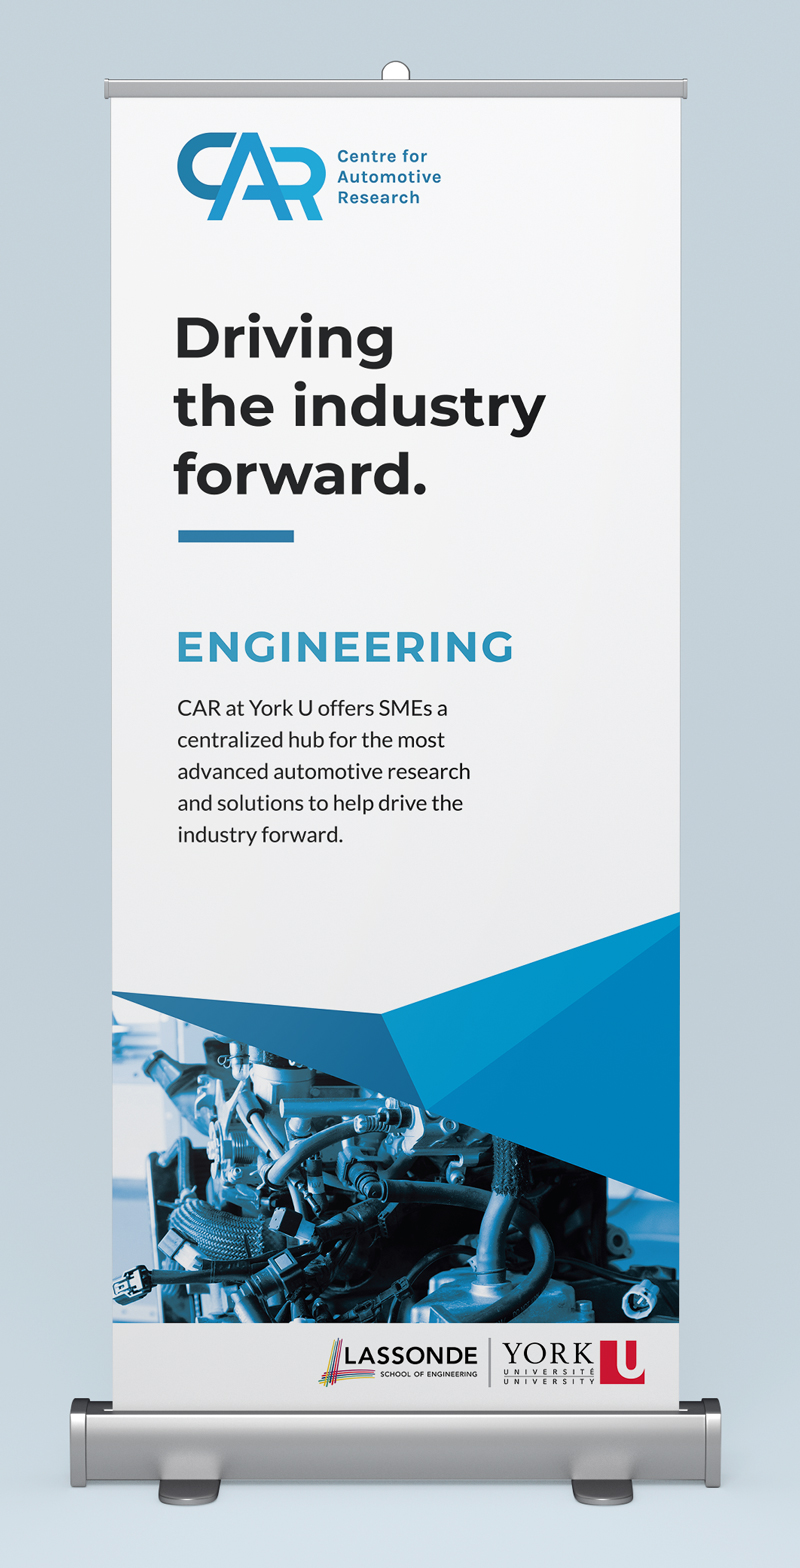 CAR
Centre for
Automotive
Research
Driving
the industry
forward.
ENGINEERING
CAR at York U offers SMEs a
centralized hub for the most
advanced automotive research
and solutions to help drive the
industry forward.
LASSONDE
SCHOOL OF ENGINEERING
YORK U
UNIVERSITÉ
UNIVERSITY